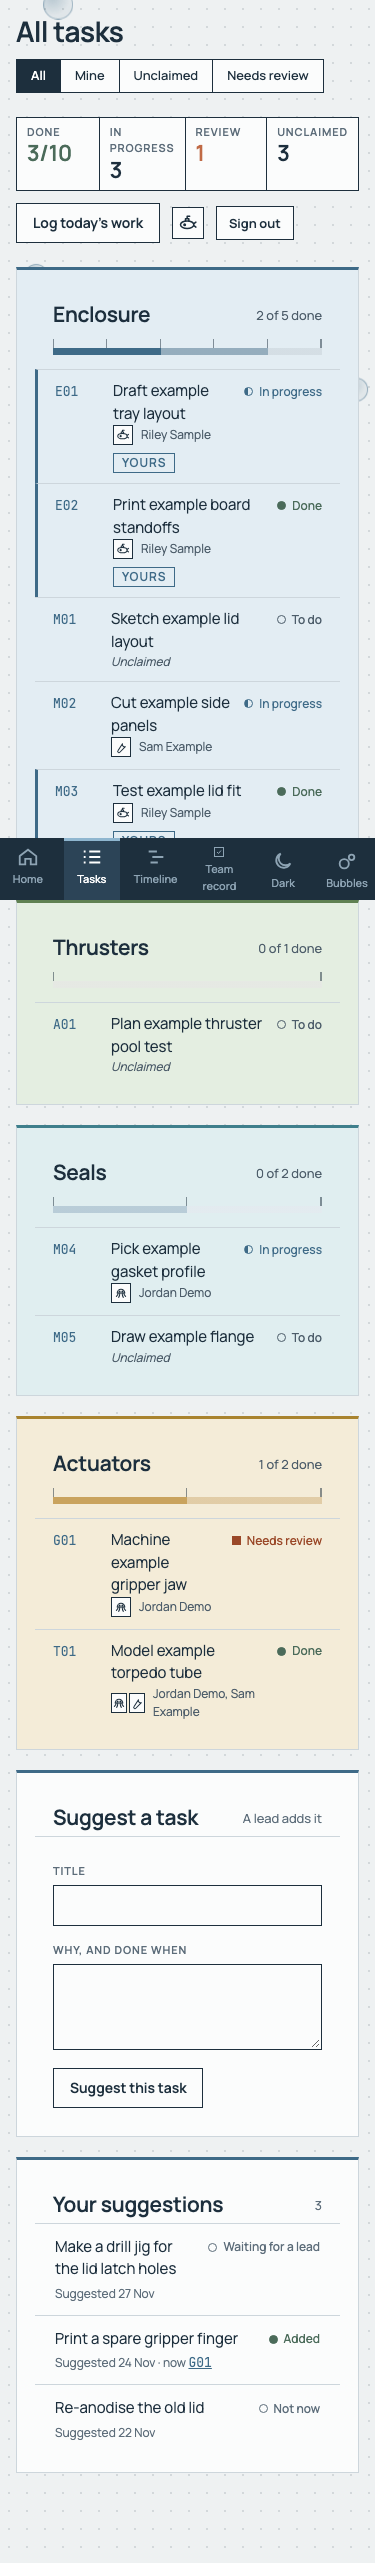 All tasks
All Mine Unclaimed Needs review
DONE IN REVIEW UNCLAIMED
PROGRESS
3/10 3 1 3
Log today's work Sign out
Enclosure 2 of 5 done
E01 Draft example In progress
tray layout
Riley Sample
YOURS
E02 Print example board Done
standoffs
Riley Sample
YOURS
M01 Sketch example lid To do
layout
Unclaimed
M02 Cut example side In progress
panels
Sam Example
M03 Test example lid fit Done
Riley Sample
YOURS
Home Tasks Timeline Team Dark Bubbles
record
Thrusters 0 of 1 done
A01 Plan example thruster To do
pool test
Unclaimed
Seals 0 of 2 done
M04 Pick example In progress
gasket profile
Jordan Demo
M05 Draw example flange To do
Unclaimed
Actuators 1 of 2 done
G01 Machine Needs review
example
gripper jaw
Jordan Demo
T01 Model example Done
torpedo tube
Jordan Demo, Sam
Example
Suggest a task A lead adds it
TITLE
WHY, AND DONE WHEN
Suggest this task
Your suggestions 3
Make a drill jig for Waiting for a lead
the lid latch holes
Suggested 27 Nov
Print a spare gripper finger Added
Suggested 24 Nov · now G01
Re-anodise the old lid Not now
Suggested 22 Nov